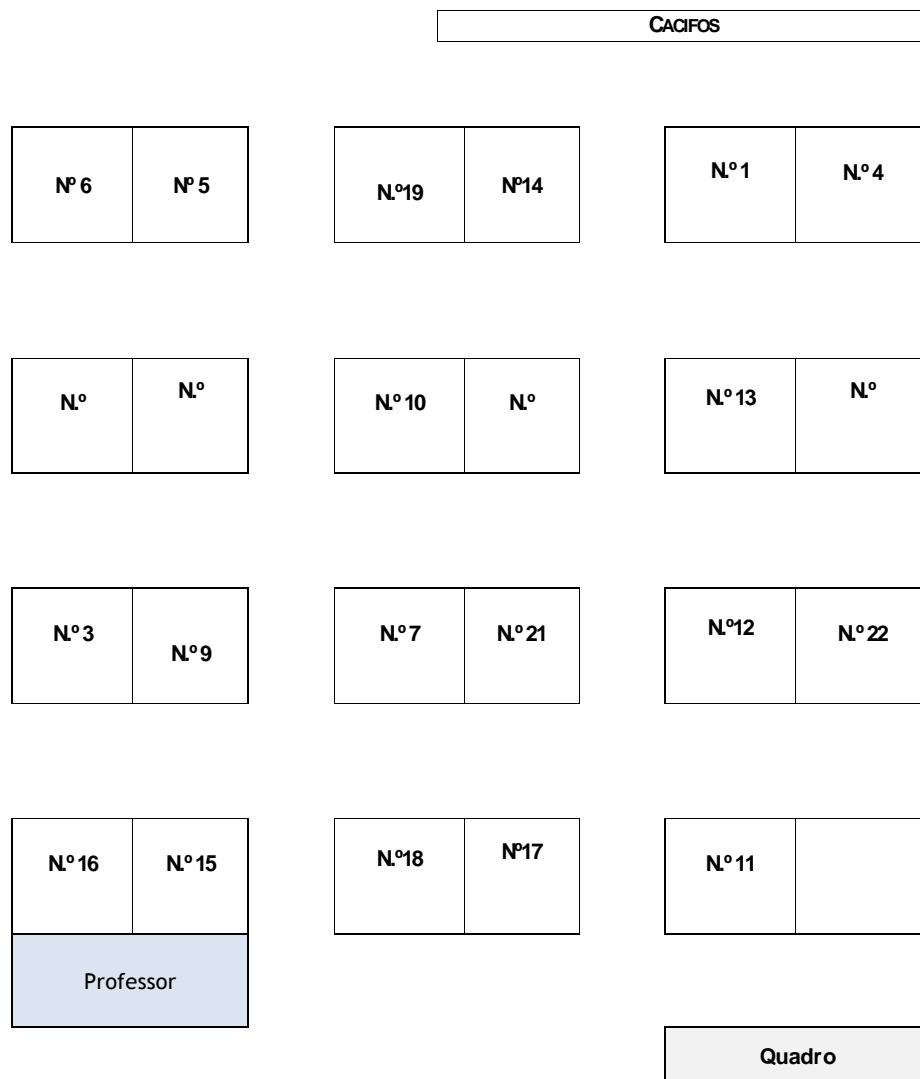 CACIFOS
Nº 6 Nº 5 N.º19 Nº14 N.º 1 N.º 4
N.º N.º N.º 10 N.º N.º 13 N.º
N.º 3 N.º 9 N.º 7 N.º 21 N.º12 N.º 22
N.º 16 N.º 15 N.º18 Nº17 N.º 11
Professor
Quadro